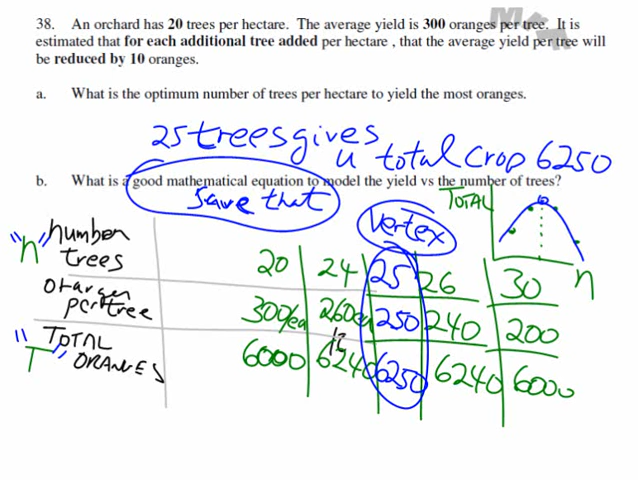 38. An orchard has 20 trees per hectare. The average yield is 300 oranges per tree. It is
estimated that for each additional tree added per hectare , that the average yield per tree will
be reduced by 10 oranges.
a. What is the optimum number of trees per hectare to yield the most oranges.
25 trees gives
u total crop 6250
b. What is a good mathematical equation to model the yield vs the number of trees?
save that
TOTAL
Vertex
"n" number
trees
20 24 25 26 30 n
per tree
300/ea 260ea 250 240 200
"T" TOTAL
ORANGES
6000 6240 6250 6240 6000